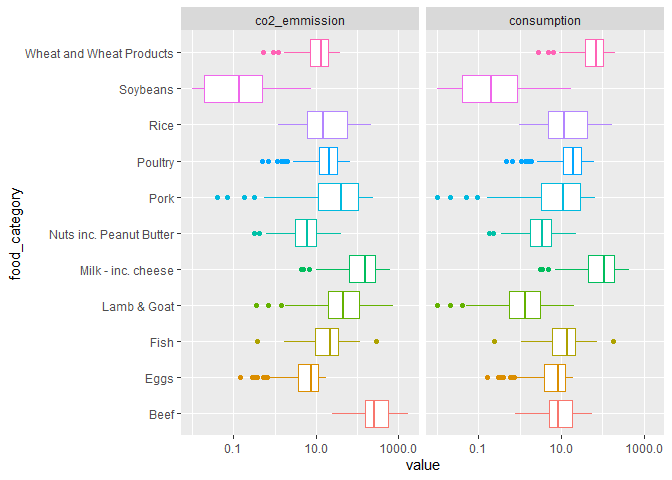 co2_emmission
consumption
Wheat and Wheat Products
Soybeans
Rice
Poultry
Pork
Nuts inc. Peanut Butter
Milk - inc. cheese
Lamb & Goat
Fish
Eggs
Beef
food_category
0.1 10.0 1000.0 0.1 10.0 1000.0
value